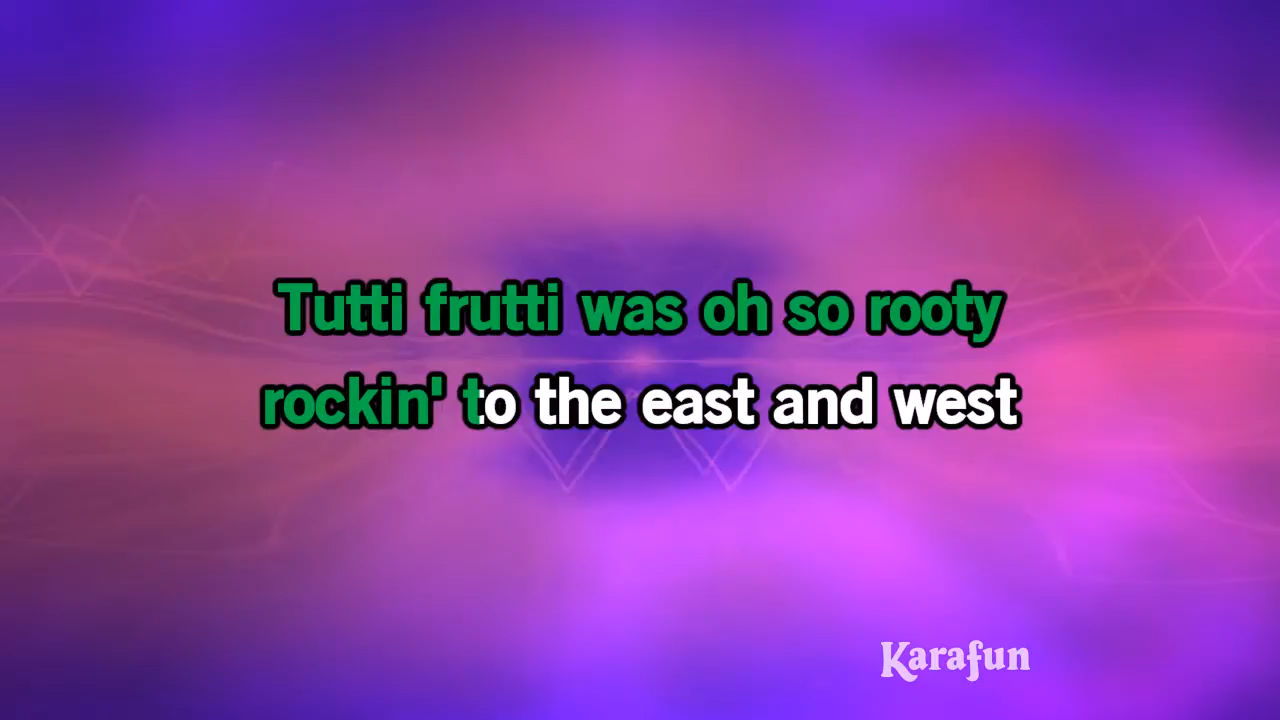 Tutti frutti was oh so rooty
rockin' to the east and west
Karafun